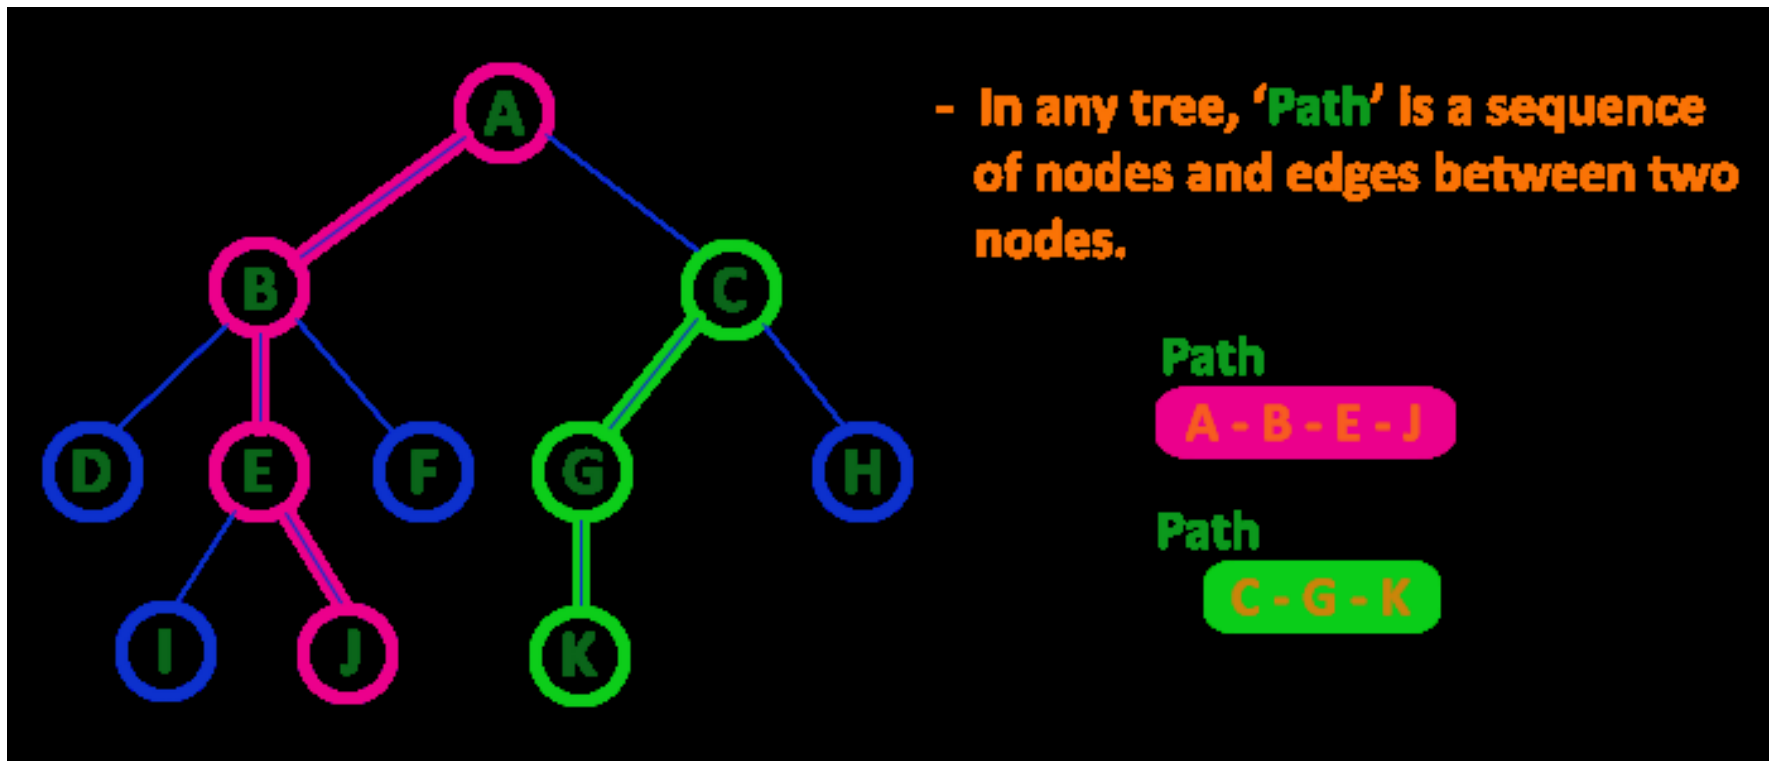 A
- In any tree, ‘Path’ is a sequence
of nodes and edges between two
nodes.
B
C
Path
A - B - E - J
D
E
F
G
H
Path
C - G - K
I
J
K